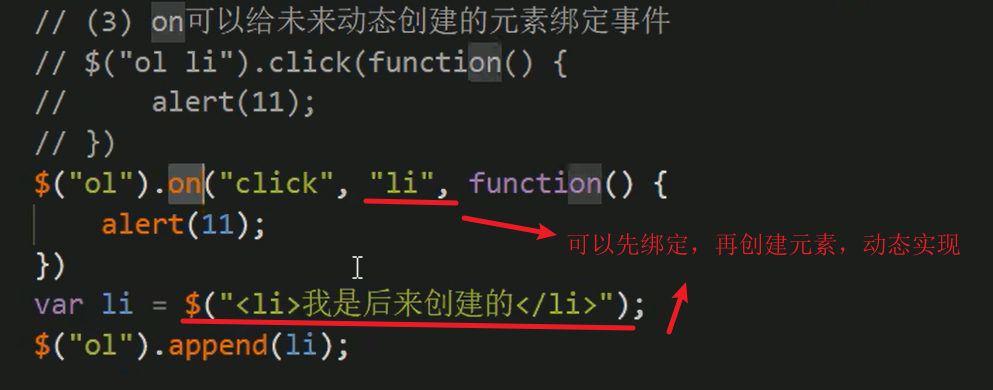 // (3) on可以给未来动态创建的元素绑定事件
// $("ol li").click(function() {
//     alert(11);
// })
$("ol").on("click", "li", function() {
    alert(11);
可以先绑定，再创建元素，动态实现
})
var li = $("<li>我是后来创建的</li>");
$("ol").append(li);